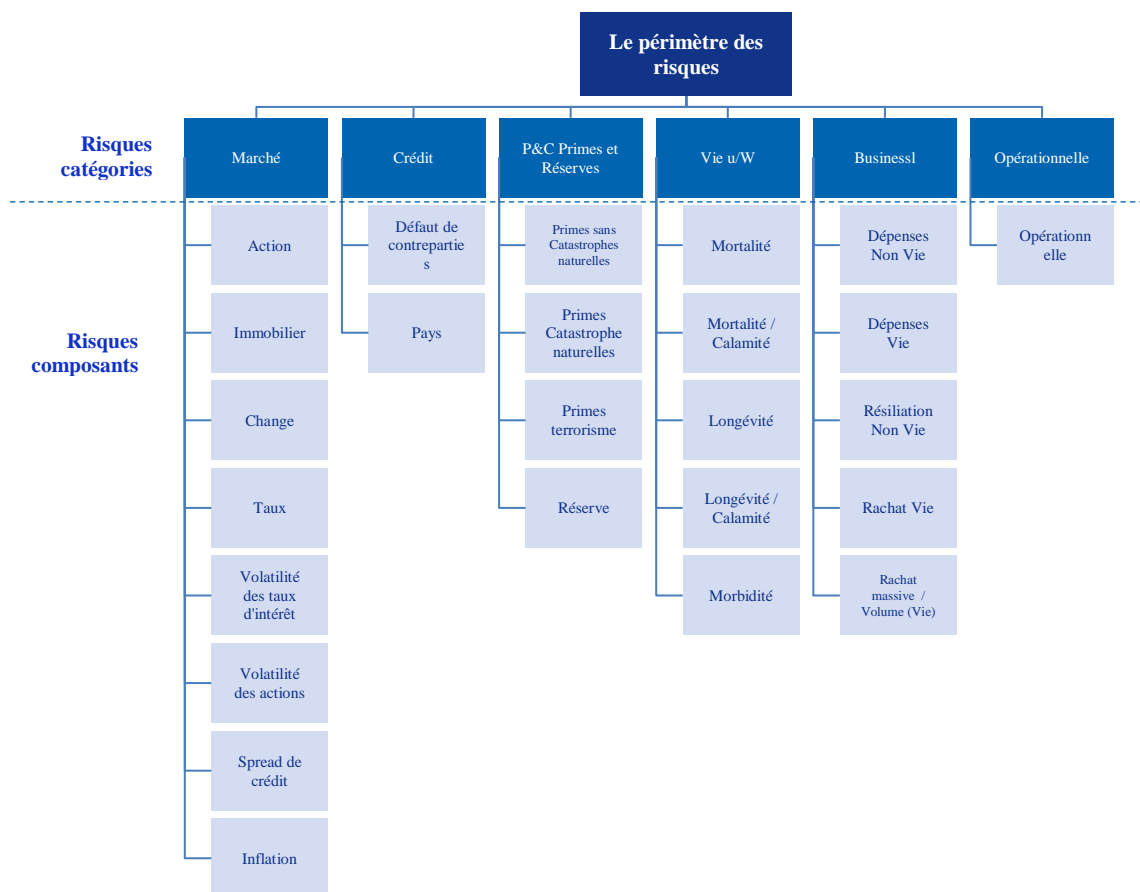 Le périmètre des
risques
Risques
catégories
Marché
Crédit
P&C Primes et
Réserves
Vie u/W
Businessl
Opérationnelle
Risques
composants
Action
Immobilier
Change
Taux
Volatilité
des taux
d'intérêt
Volatilité
des actions
Spread de
crédit
Inflation
Défaut de
contrepartie
s
Pays
Primes sans
Catastrophes
naturelles
Primes
Catastrophe
naturelles
Primes
terrorisme
Réserve
Mortalité
Mortalité /
Calamité
Longévité
Longévité /
Calamité
Morbidité
Dépenses
Non Vie
Dépenses
Vie
Résiliation
Non Vie
Rachat Vie
Rachat
massive  /
Volume (Vie)
Opérationn
elle